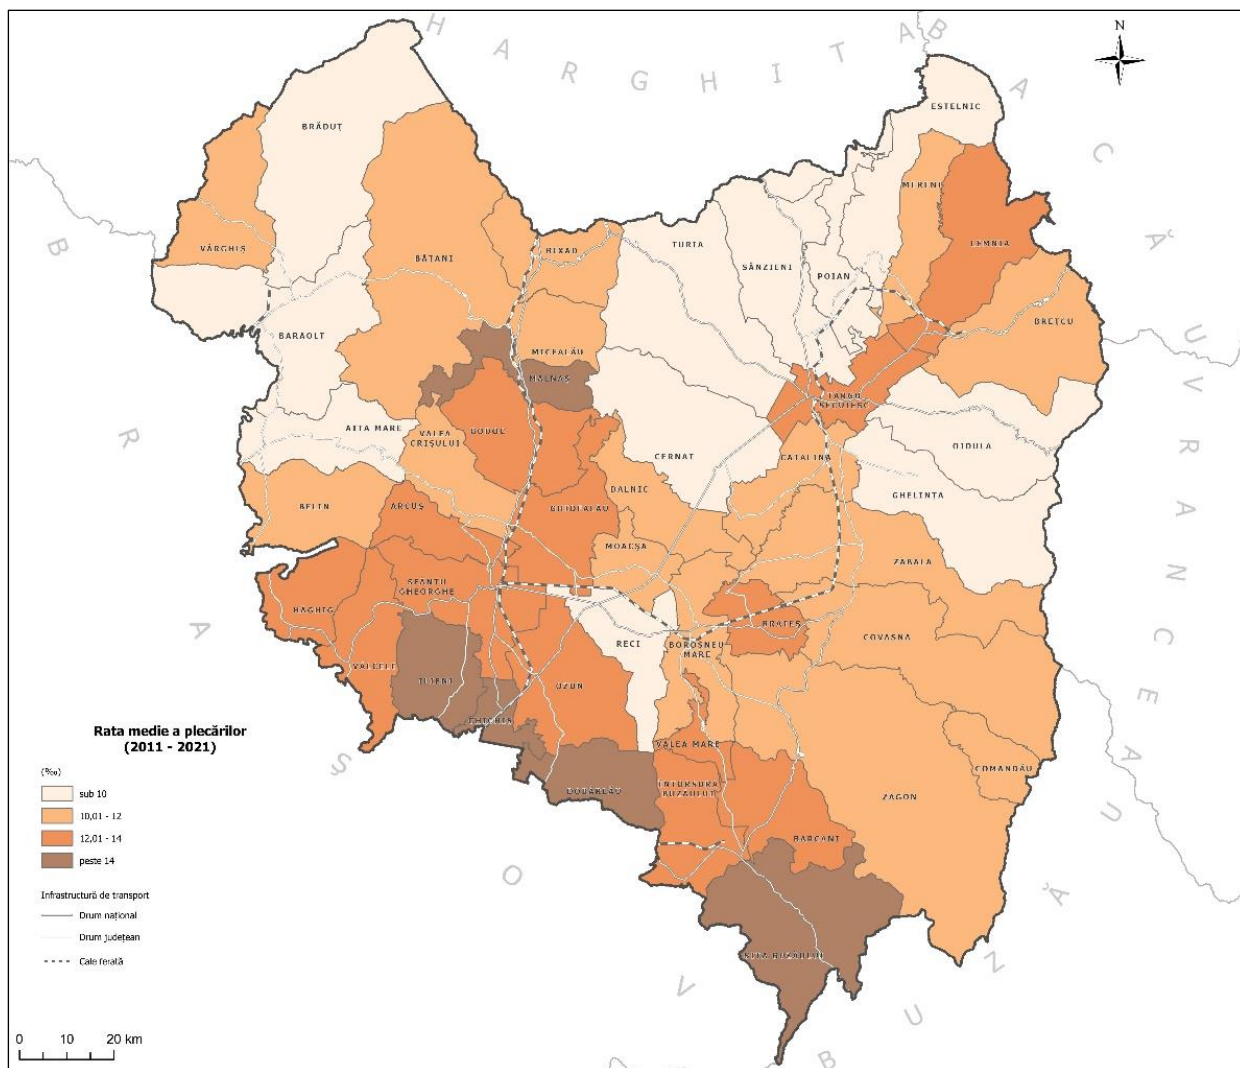 N
HARGHITA
BACĂU
VRANCEA
BUZĂU
BRAȘOV
ESTELNIC
BRĂDUȚ
MERENI
LEMNIA
VÂRGHIȘ
BIXAD
TURIA
BĂȚANI
SÂNZIENI
POIAN
BREȚCU
BARAOLT
MICFALĂU
MALNAȘ
TÂRGU
SECUIESC
AITA MARE
VALEA
CRIȘULUI
BODOC
OJDULA
CERNAT
CATALINA
DALNIC
GHELINȚA
BELIN
ARCUȘ
GHIDFALĂU
MOACȘA
ZĂBALA
SFÂNTU
GHEORGHE
HĂGHIG
BRATEȘ
COVASNA
RECI
BOROȘNEU
MARE
VÂLCELE
ILIENI
OZUN
CHICHIȘ
Rata medie a plecărilor
(2011 - 2021)
VALEA MARE
COMANDĂU
(‰)
sub 10
DOBÂRLĂU
ÎNTORSURA
BUZĂULUI
ZAGON
10,01 - 12
12,01 - 14
BARCANI
peste 14
Infrastructură de transport
Drum național
Drum județean
Cale ferată
SITA BUZĂULUI
0 10 20 km